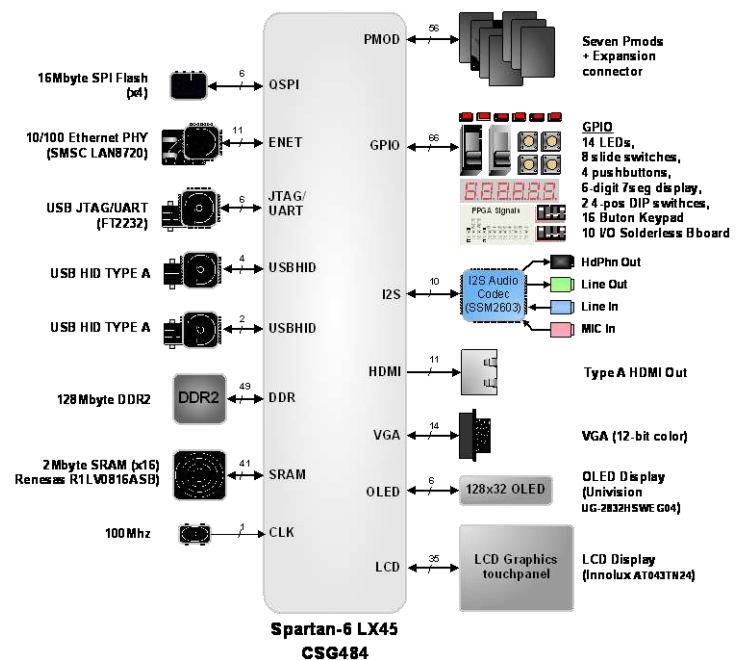 PMOD
56
Seven Pmods
+ Expansion
connector
16Mbyte SPI Flash
(x4)
6
QSPI
10/100 Ethernet PHY
(SMSC LAN8720)
11
ENET
GPIO
66
GPIO
14 LEDs,
8 slide switches,
4 pushbuttons,
6-digit 7seg display,
2 4-pos DIP swithces,
16 Buton Keypad
10 I/O Solderless Bboard
FPGA Signals
USB JTAG/UART
(FT2232)
6
JTAG/
UART
USB HID TYPE A
4
USBHID
USB HID TYPE A
2
USBHID
I2S
10
I2S Audio
Codec
(SSM2603)
HdPhn Out
Line Out
Line In
MIC In
HDMI
11
Type A HDMI Out
128Mbyte DDR2
DDR2
49
DDR
VGA
14
VGA (12-bit color)
2Mbyte SRAM (x16)
Renesas R1LV0816ASB
41
SRAM
OLED
6
128x32 OLED
OLED Display
(Univision
UG-2832HSWEG04)
100Mhz
1
CLK
LCD
35
LCD Graphics
touchpanel
LCD Display
(Innolux AT043TN24)
Spartan-6 LX45
CSG484